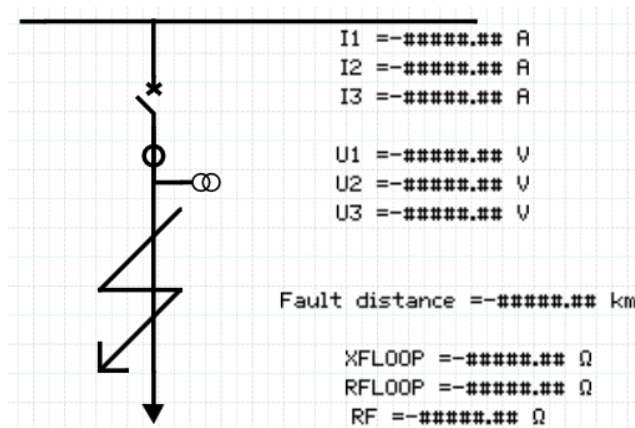 I1 =-#####.## A
I2 =-#####.## A
I3 =-#####.## A
U1 =-#####.## V
U2 =-#####.## V
U3 =-#####.## V
Fault distance =-#####.## km
XFLOOP =-#####.## Ω
RFLOOP =-#####.## Ω
RF =-#####.## Ω